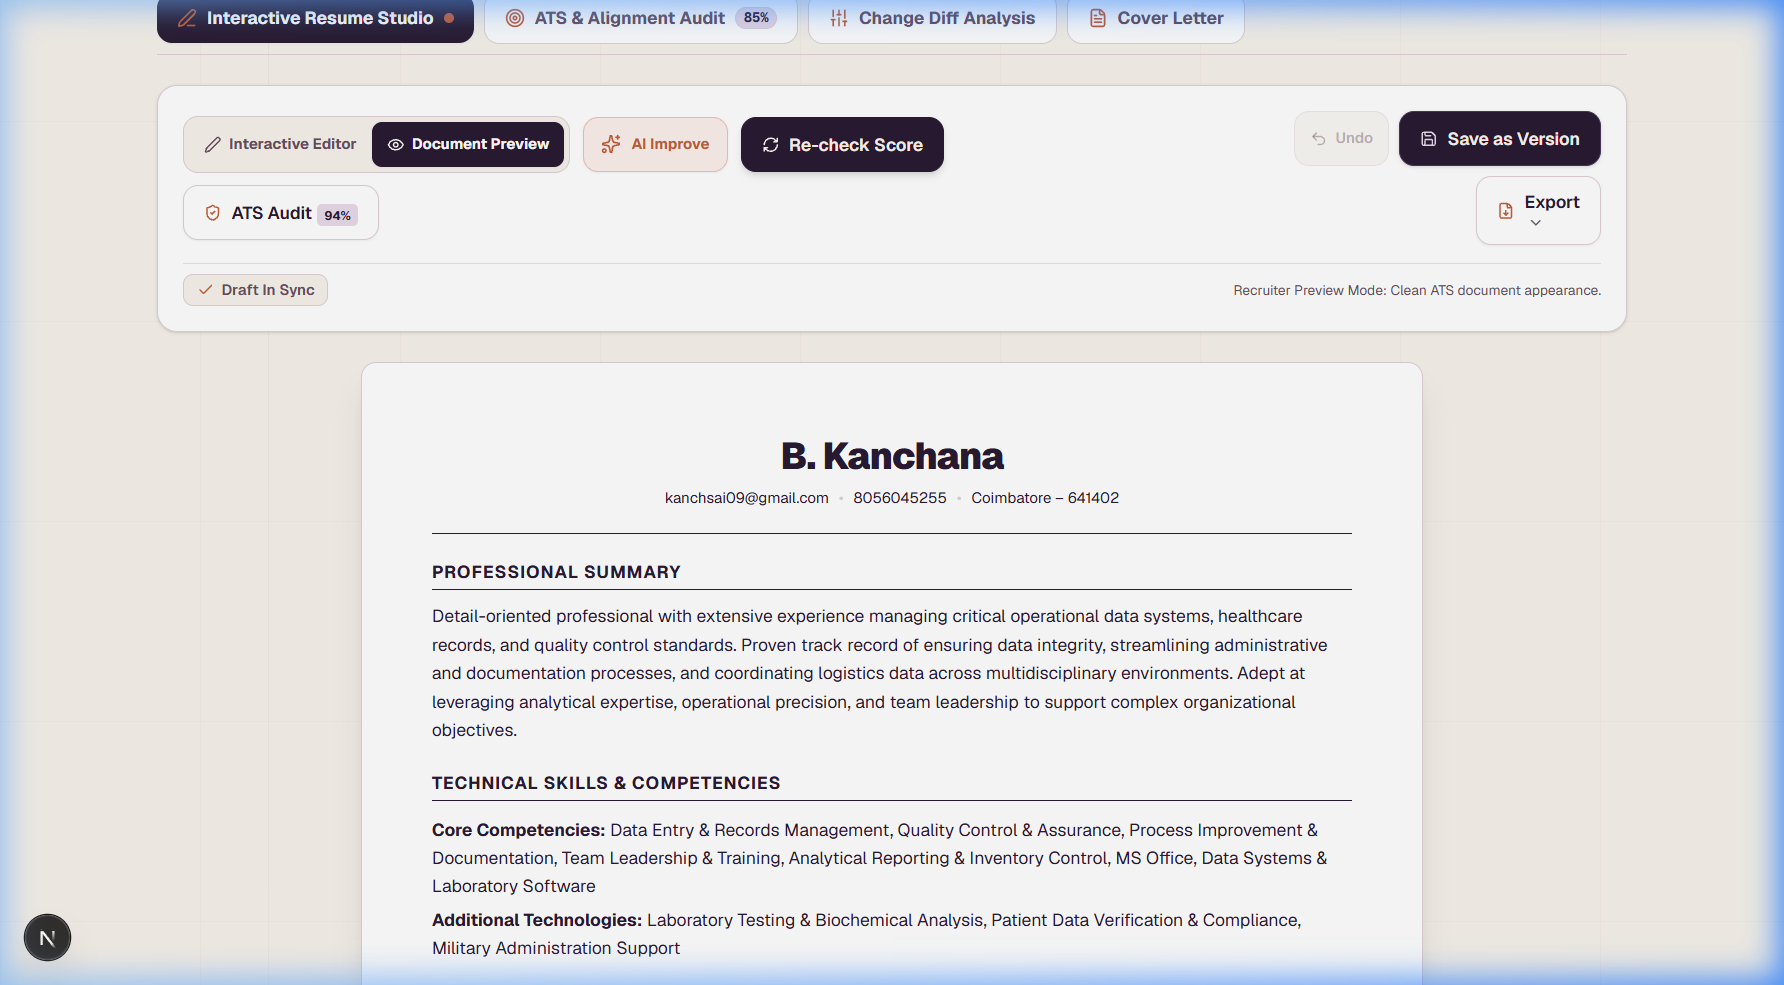 Interactive Resume Studio
ATS & Alignment Audit 85%
Change Diff Analysis
Cover Letter
Interactive Editor
Document Preview
AI Improve
Re-check Score
Undo
Save as Version
ATS Audit 94%
Export
Draft In Sync
Recruiter Preview Mode: Clean ATS document appearance.
B. Kanchana
kanchsai09@gmail.com • 8056045255 • Coimbatore – 641402
PROFESSIONAL SUMMARY
Detail-oriented professional with extensive experience managing critical operational data systems, healthcare
records, and quality control standards. Proven track record of ensuring data integrity, streamlining administrative
and documentation processes, and coordinating logistics data across multidisciplinary environments. Adept at
leveraging analytical expertise, operational precision, and team leadership to support complex organizational
objectives.
TECHNICAL SKILLS & COMPETENCIES
Core Competencies: Data Entry & Records Management, Quality Control & Assurance, Process Improvement &
Documentation, Team Leadership & Training, Analytical Reporting & Inventory Control, MS Office, Data Systems &
Laboratory Software
Additional Technologies: Laboratory Testing & Biochemical Analysis, Patient Data Verification & Compliance,
Military Administration Support
N